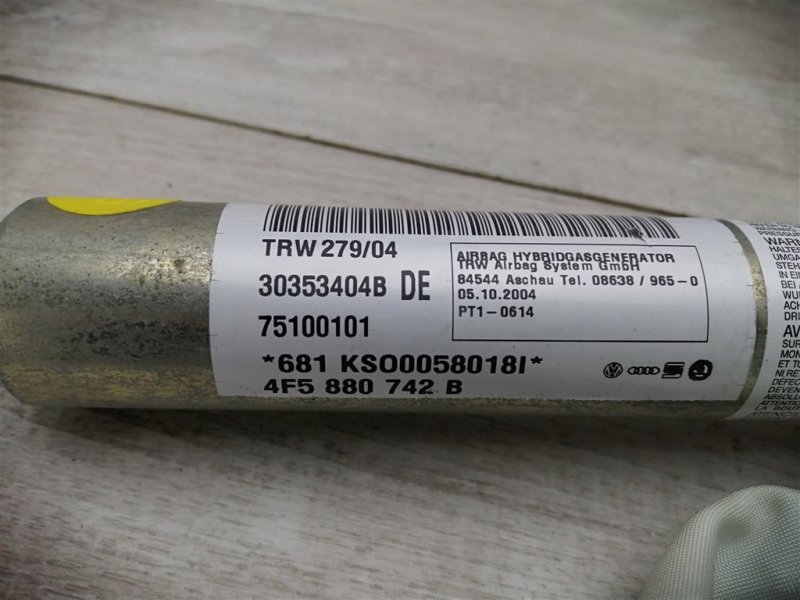 TRW 279/04
30353404B DE
75100101
*681 KSO0058018I*
4F5 880 742 B
AIRBAG HYBRIDGASGENERATOR
TRW Airbag System GmbH
84544 Aschau Tel. 08638 / 965-0
05.10.2004
PT1-0614